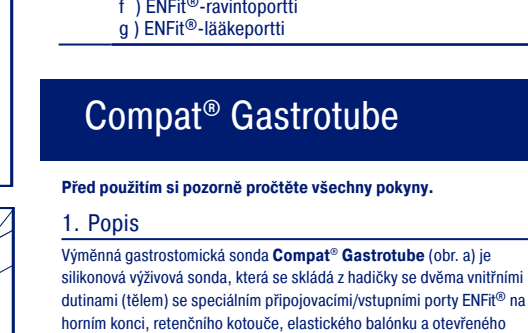 f ) ENFit®-ravintoportti
g ) ENFit®-lääkeportti
Compat® Gastrotube
Před použitím si pozorně pročtěte všechny pokyny.
1. Popis
Výměnná gastrostomická sonda Compat® Gastrotube (obr. a) je
silikonová výživová sonda, která se skládá z hadičky se dvěma vnitřními
dutinami (tělem) se speciálním připojovacími/vstupními porty ENFit® na
horním konci, retenčního kotouče, elastického balónku a otevřeného